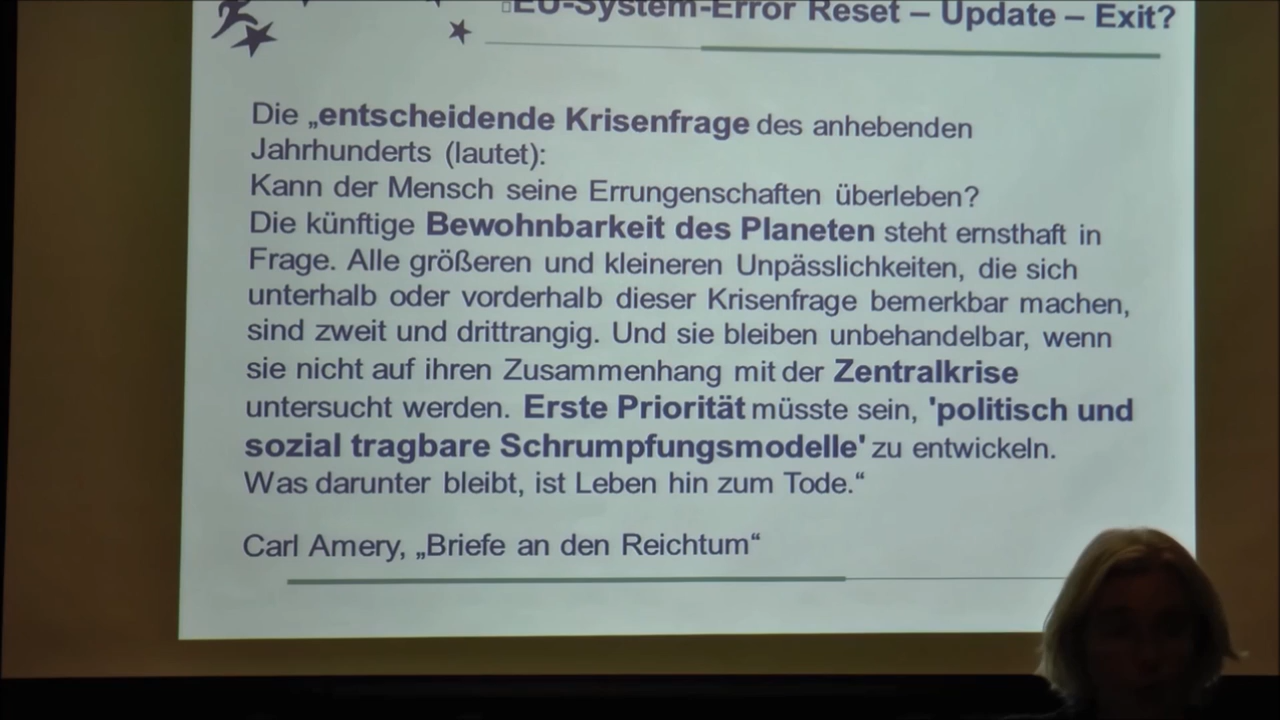 EU-System-Error Reset – Update – Exit?
Die „entscheidende Krisenfrage des anhebenden
Jahrhunderts (lautet):
Kann der Mensch seine Errungenschaften überleben?
Die künftige Bewohnbarkeit des Planeten steht ernsthaft in
Frage. Alle größeren und kleineren Unpässlichkeiten, die sich
unterhalb oder vorderhalb dieser Krisenfrage bemerkbar machen,
sind zweit und drittrangig. Und sie bleiben unbehandelbar, wenn
sie nicht auf ihren Zusammenhang mit der Zentralkrise
untersucht werden. Erste Priorität müsste sein, 'politisch und
sozial tragbare Schrumpfungsmodelle' zu entwickeln.
Was darunter bleibt, ist Leben hin zum Tode.“
Carl Amery, „Briefe an den Reichtum“